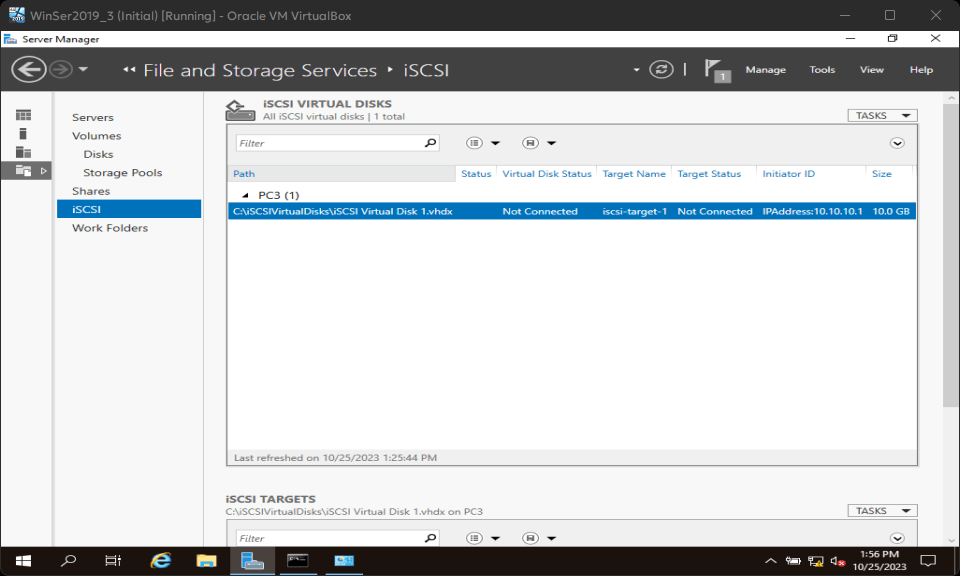 WinSer2019_3 (Initial) [Running] - Oracle VM VirtualBox
Server Manager
File and Storage Services iSCSI
1
Manage Tools View Help
Servers
Volumes
Disks
Storage Pools
Shares
iSCSI
Work Folders
iSCSI VIRTUAL DISKS
All iSCSI virtual disks | 1 total
TASKS
Filter
Path Status Virtual Disk Status Target Name Target Status Initiator ID Size
PC3 (1)
C:\iSCSIVirtualDisks\iSCSI Virtual Disk 1.vhdx Not Connected iscsi-target-1 Not Connected IPAddress:10.10.10.1 10.0 GB
Last refreshed on 10/25/2023 1:25:44 PM
iSCSI TARGETS
C:\iSCSIVirtualDisks\iSCSI Virtual Disk 1.vhdx on PC3
TASKS
Filter
1:56 PM
10/25/2023